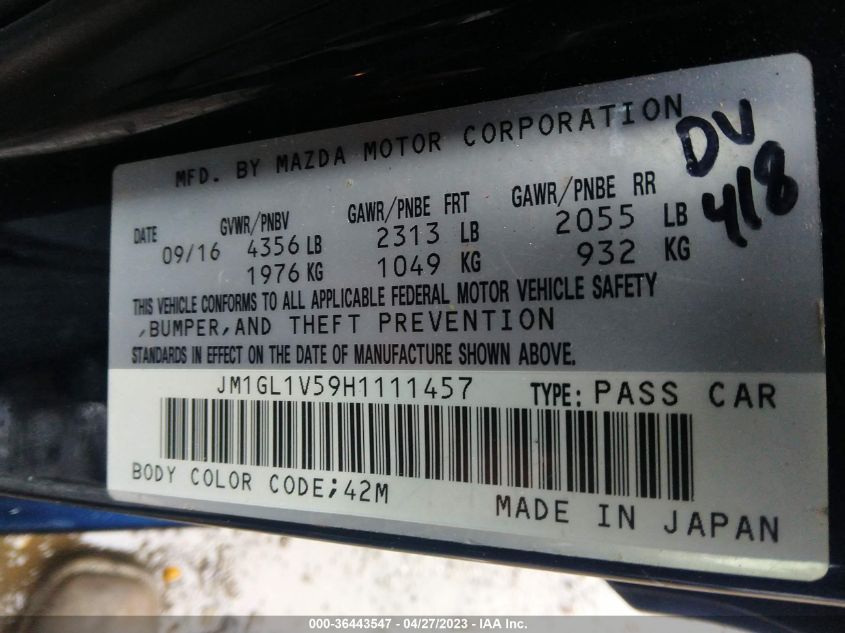 MFD. BY MAZDA MOTOR CORPORATION
DV
418
DATE GVWR/PNBV GAWR/PNBE FRT GAWR/PNBE RR
09/16 4356 LB 2313 LB 2055 LB
1976 KG 1049 KG 932 KG
THIS VEHICLE CONFORMS TO ALL APPLICABLE FEDERAL MOTOR VEHICLE SAFETY
,BUMPER,AND THEFT PREVENTION
STANDARDS IN EFFECT ON THE DATE OF MANUFACTURE SHOWN ABOVE.
JM1GL1V59H1111457 TYPE: PASS CAR
BODY COLOR CODE;42M
MADE IN JAPAN
000-36443547 - 04/27/2023 - IAA Inc.